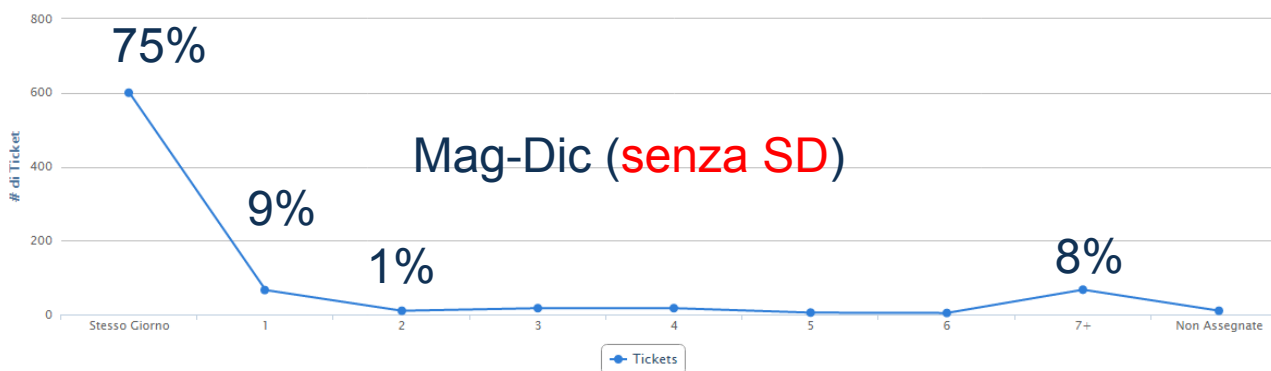 800
75%
600
# di Ticket
Mag-Dic (senza SD)
400
9%
200
1%
8%
0
Stesso Giorno 1 2 3 4 5 6 7+ Non Assegnate
Tickets